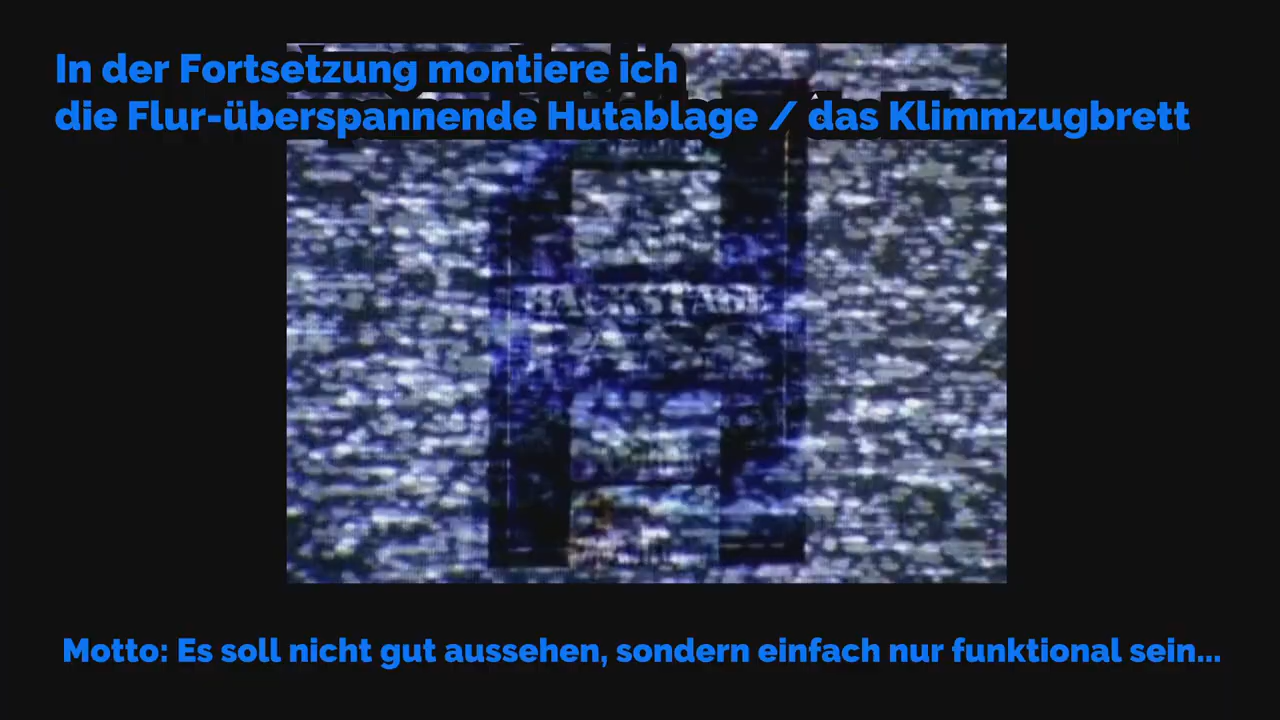 In der Fortsetzung montiere ich
die Flur-überspannende Hutablage / das Klimmzugbrett
BACKSTAGE
Motto: Es soll nicht gut aussehen, sondern einfach nur funktional sein...